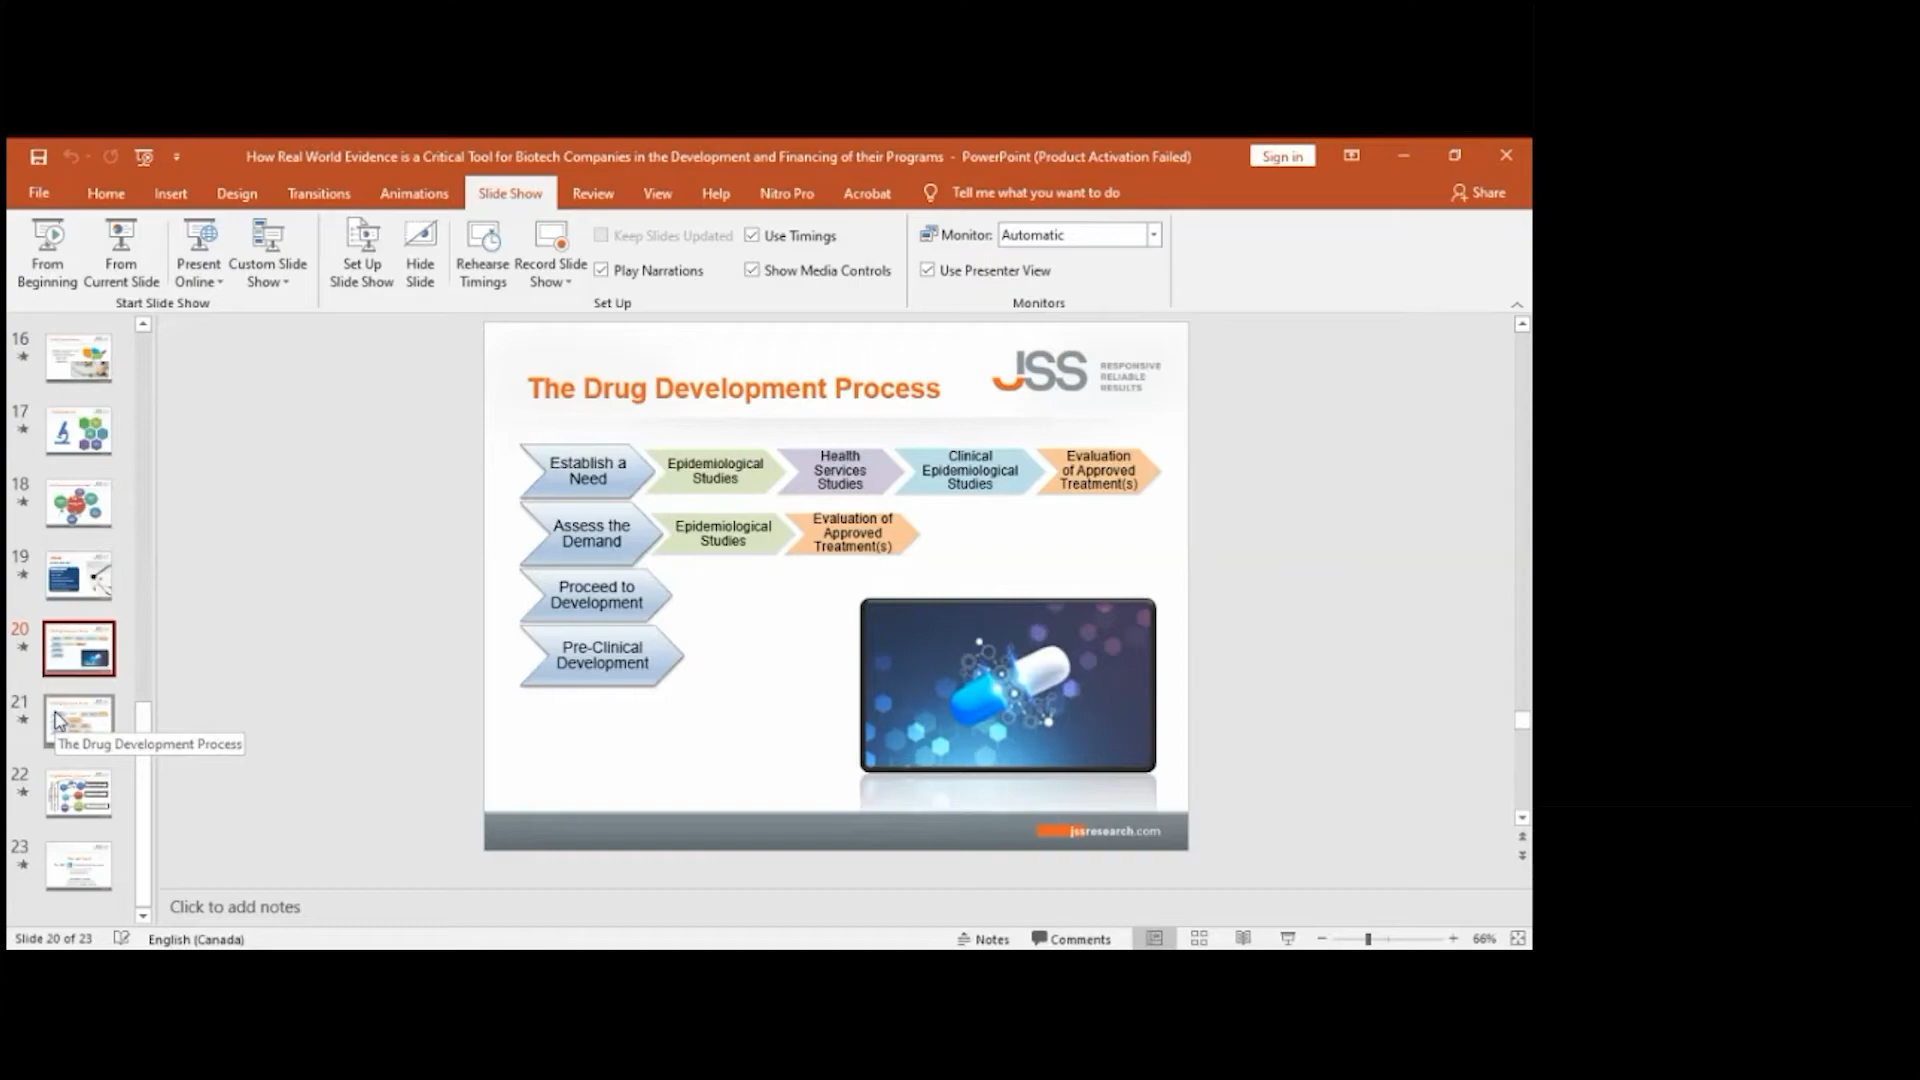 How Real World Evidence is a Critical Tool for Biotech Companies in the Development and Financing of their Programs - PowerPoint (Product Activation Failed)
Sign in
File Home Insert Design Transitions Animations Slide Show Review View Help Nitro Pro Acrobat Tell me what you want to do Share
From
Beginning
From
Current Slide
Present
Online
Custom Slide
Show
Start Slide Show
Set Up
Slide Show
Hide
Slide
Rehearse
Timings
Record Slide
Show
Keep Slides Updated
Use Timings
Play Narrations
Show Media Controls
Set Up
Monitor: Automatic
Use Presenter View
Monitors
16
17
18
19
20
21
The Drug Development Process
22
23
The Drug Development Process
JSS
RESPONSIVE
RELIABLE
RESULTS
Establish a
Need
Epidemiological
Studies
Health
Services
Studies
Clinical
Epidemiological
Studies
Evaluation
of Approved
Treatment(s)
Assess the
Demand
Epidemiological
Studies
Evaluation of
Approved
Treatment(s)
Proceed to
Development
Pre-Clinical
Development
jssresearch.com
Click to add notes
Slide 20 of 23 English (Canada) Notes Comments 66%